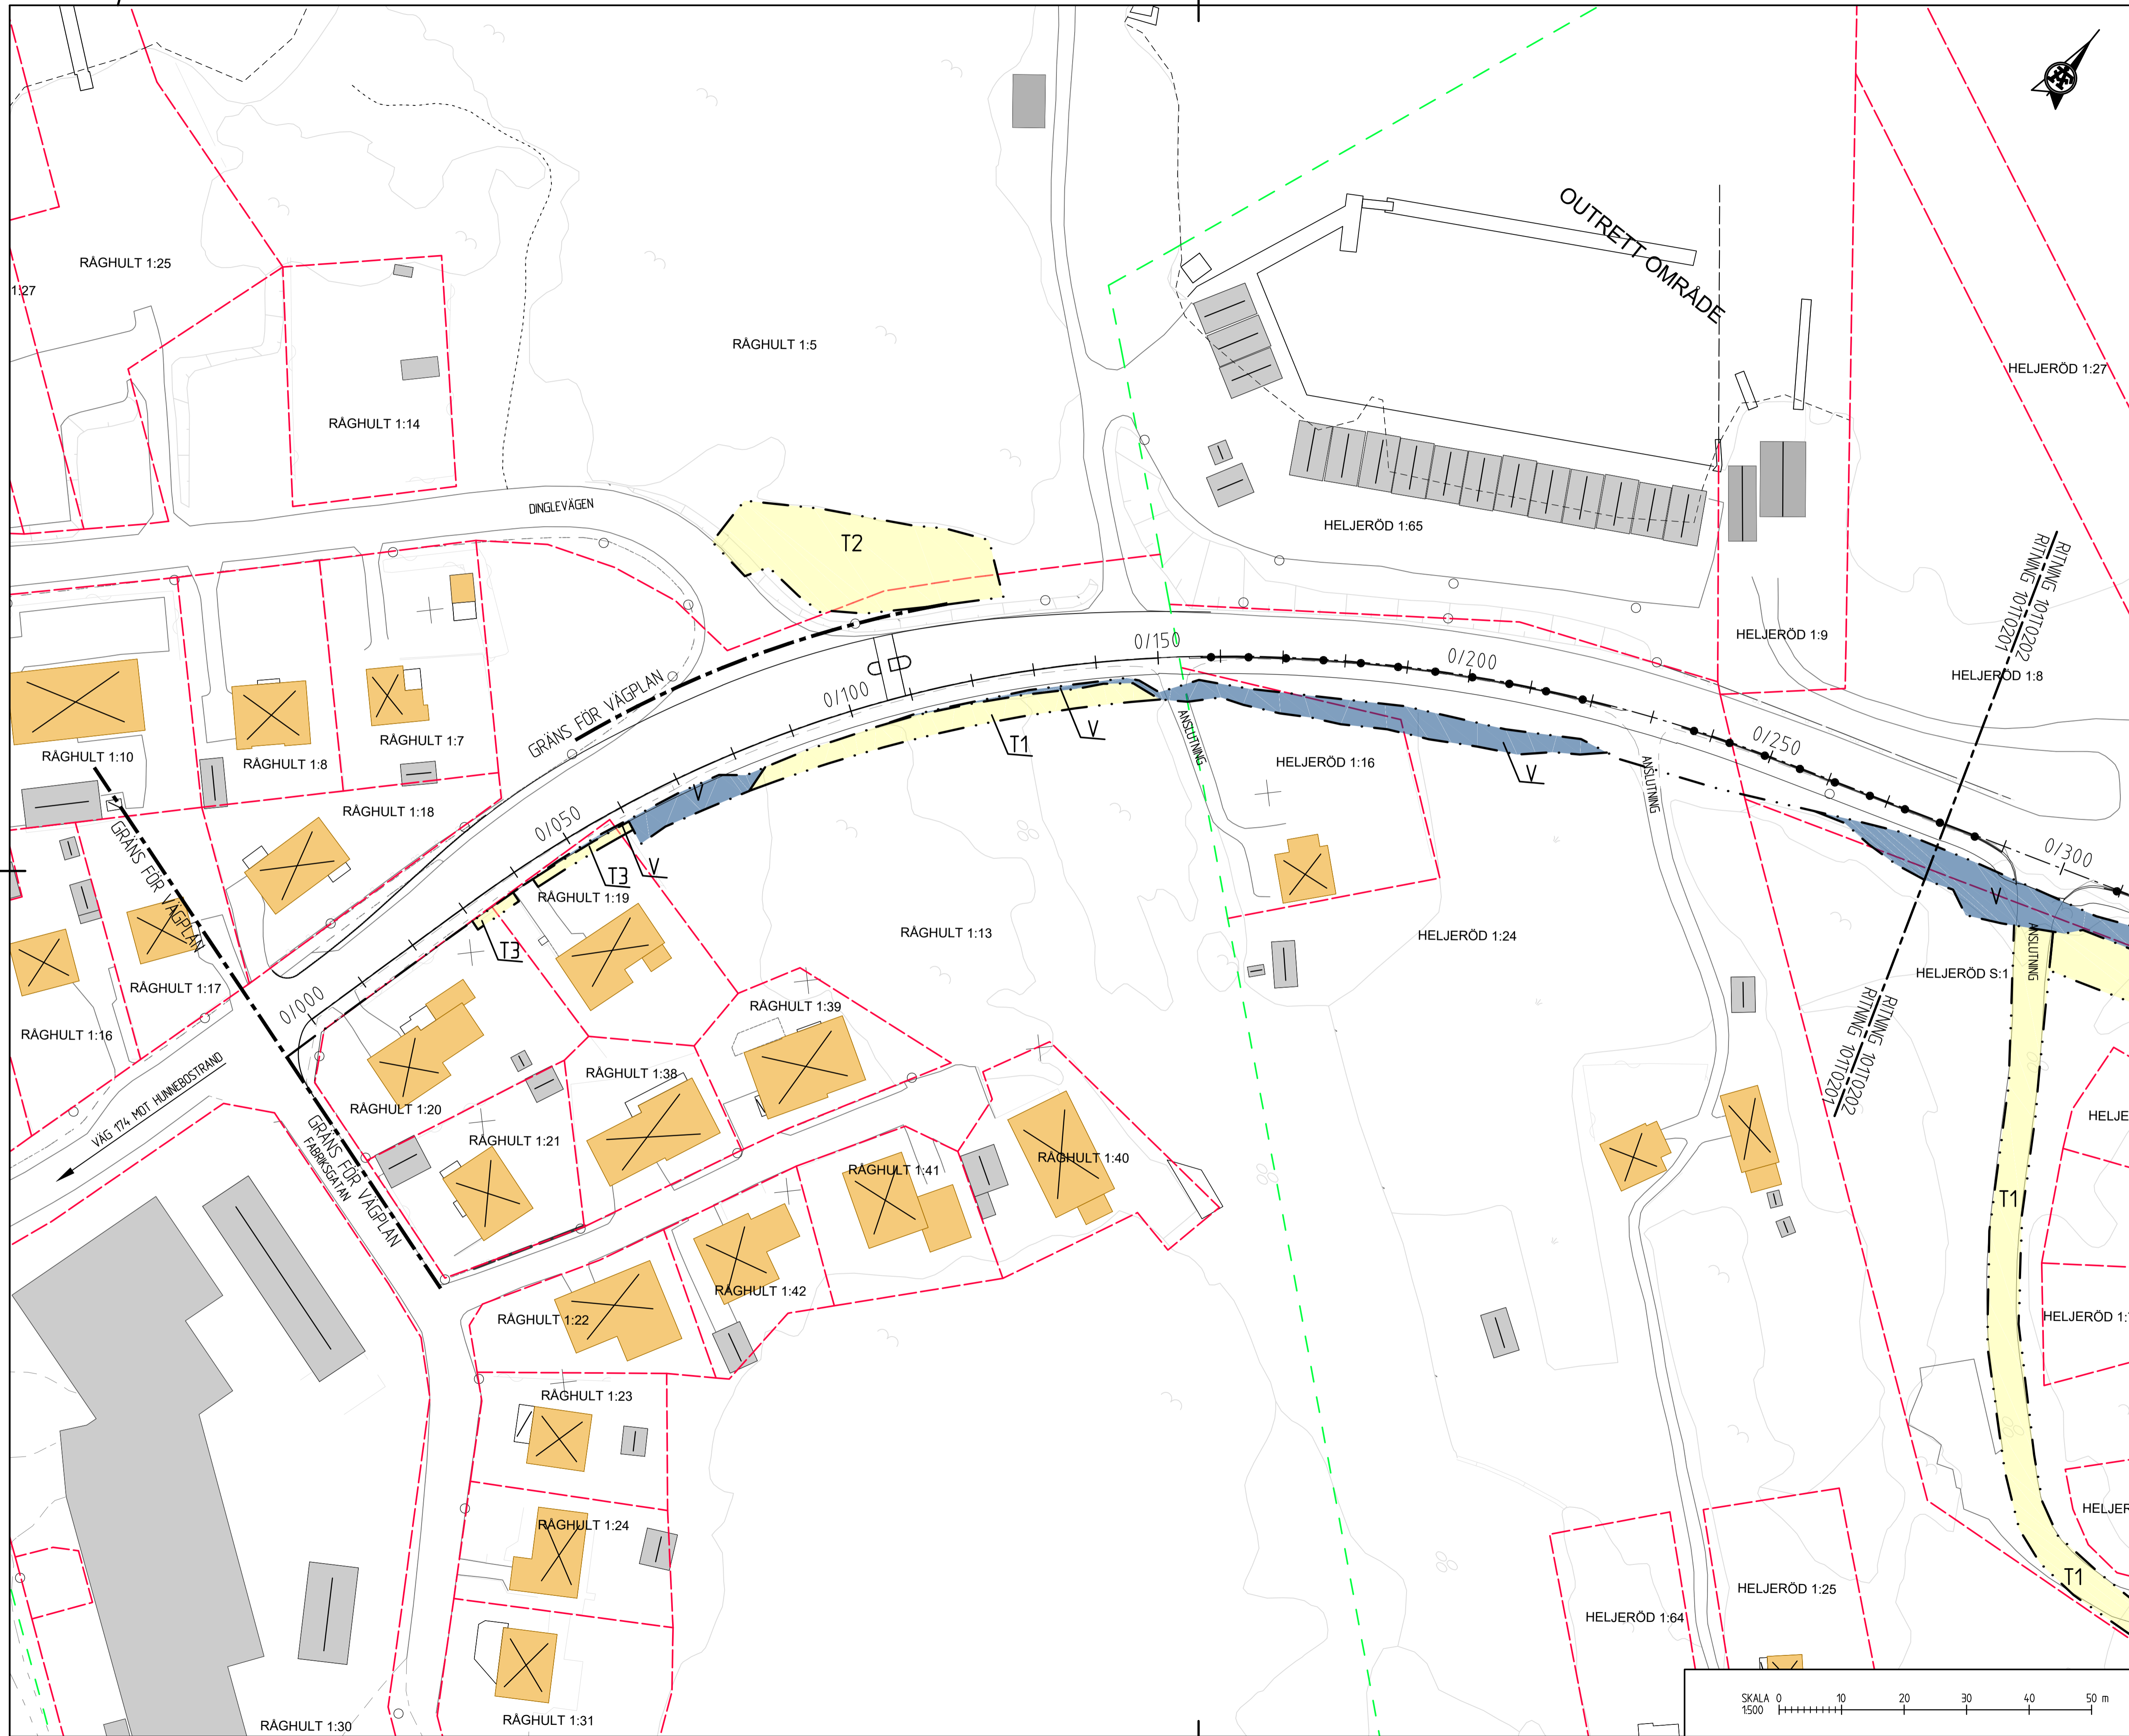 RÅGHULT 1:25
1:27
RÅGHULT 1:14
RÅGHULT 1:5
OUTRETT OMRÅDE
HELJERÖD 1:27
DINGLEVÄGEN
T2
HELJERÖD 1:65
HELJERÖD 1:9
HELJERÖD 1:8
RITNING 101T0202
RITNING 101T0201
GRÄNS FÖR VÄGPLAN
0/150
0/200
0/250
0/300
0/100
0/050
0/000
RÅGHULT 1:10
RÅGHULT 1:8
RÅGHULT 1:7
RÅGHULT 1:18
T1
V
V
V
V
V
ANSLUTNING
ANSLUTNING
ANSLUTNING
HELJERÖD 1:16
GRÄNS FÖR
VÄGPLAN
T3
T3
RÅGHULT 1:19
RÅGHULT 1:13
HELJERÖD 1:24
HELJERÖD S:1
RÅGHULT 1:17
RÅGHULT 1:16
RÅGHULT 1:39
RITNING 101T0202
RITNING 101T0201
VÄG 174 MOT HUNNEBOSTRAND
RÅGHULT 1:38
RÅGHULT 1:20
RÅGHULT 1:21
GRÄNS FÖR VÄGPLAN
FABRIKSGATAN
RÅGHULT 1:41
RÅGHULT 1:40
HELJE
T1
RÅGHULT 1:42
RÅGHULT 1:22
HELJERÖD 1:
RÅGHULT 1:23
RÅGHULT 1:24
HELJER
T1
HELJERÖD 1:25
HELJERÖD 1:64
RÅGHULT 1:30
RÅGHULT 1:31
SKALA 0 10 20 30 40 50 m
1:500